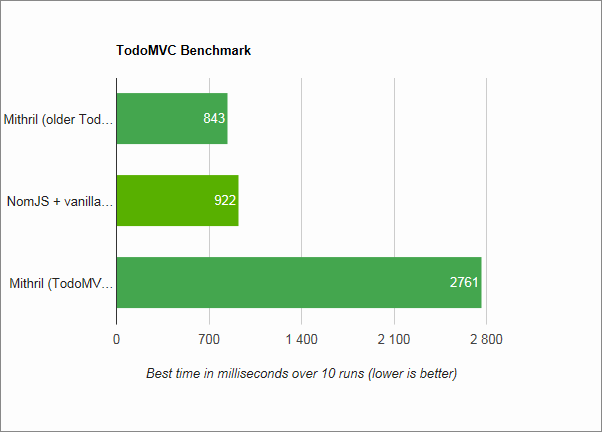 TodoMVC Benchmark
Mithril (older Tod...
843
NomJS + vanilla...
922
Mithril (TodoMV...
2761
0 700 1 400 2 100 2 800
Best time in milliseconds over 10 runs (lower is better)